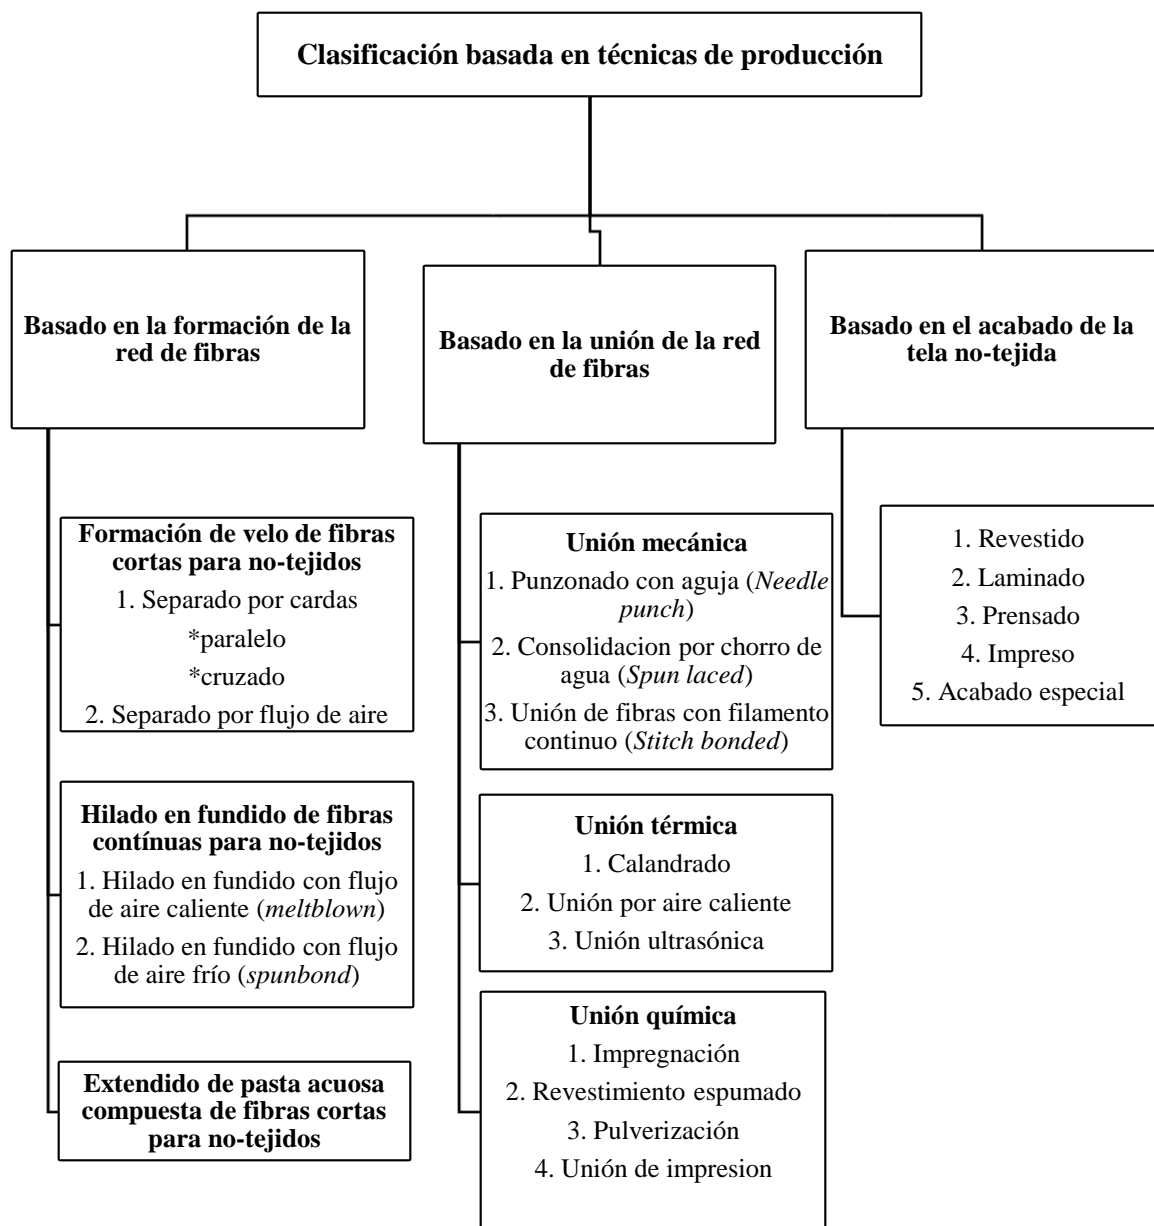 Clasificación basada en técnicas de producción
Basado en la formación de la
red de fibras
Formación de velo de fibras
cortas para no-tejidos
1. Separado por cardas
*paralelo
*cruzado
2. Separado por flujo de aire
Hilado en fundido de fibras
contínuas para no-tejidos
1. Hilado en fundido con flujo
de aire caliente (meltblown)
2. Hilado en fundido con flujo
de aire frío (spunbond)
Extendido de pasta acuosa
compuesta de fibras cortas
para no-tejidos
Basado en la unión de la red
de fibras
Unión mecánica
1. Punzonado con aguja (Needle
punch)
2. Consolidacion por chorro de
agua (Spun laced)
3. Unión de fibras con filamento
continuo (Stitch bonded)
Unión térmica
1. Calandrado
2. Unión por aire caliente
3. Unión ultrasónica
Unión química
1. Impregnación
2. Revestimiento espumado
3. Pulverización
4. Unión de impresion
Basado en el acabado de la
tela no-tejida
1. Revestido
2. Laminado
3. Prensado
4. Impreso
5. Acabado especial